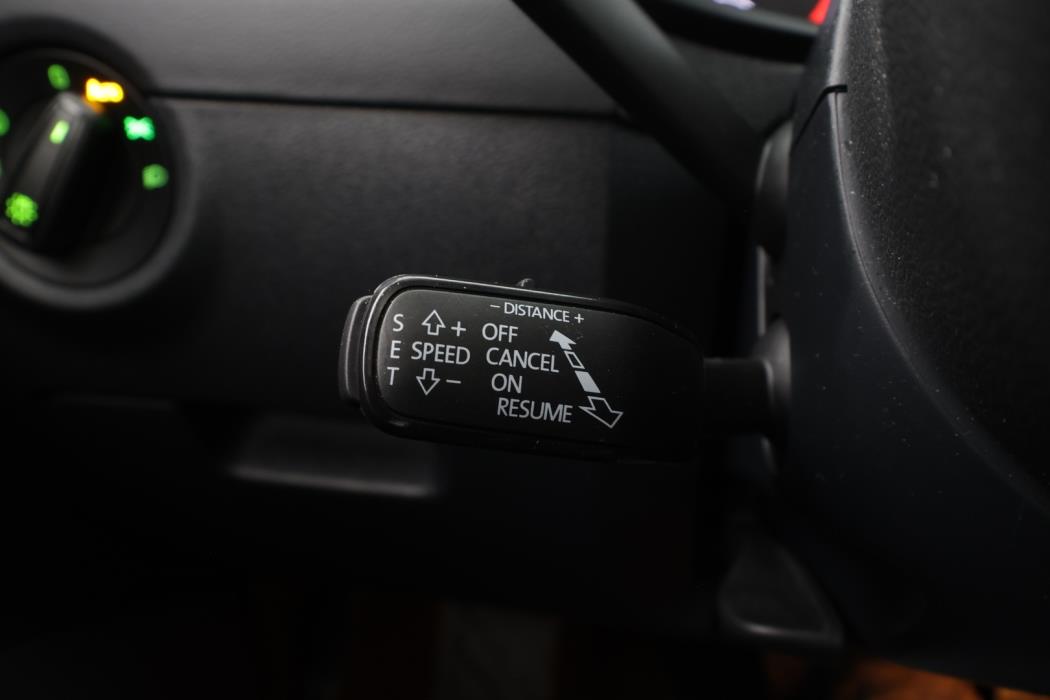 − DISTANCE +
S + OFF
E SPEED CANCEL
T − ON
RESUME